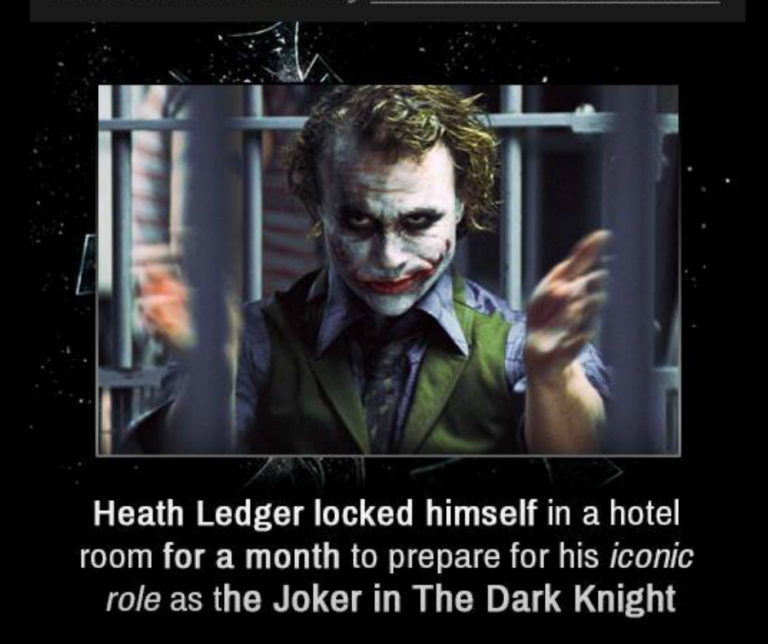 Heath Ledger locked himself in a hotel
room for a month to prepare for his iconic
role as the Joker in The Dark Knight